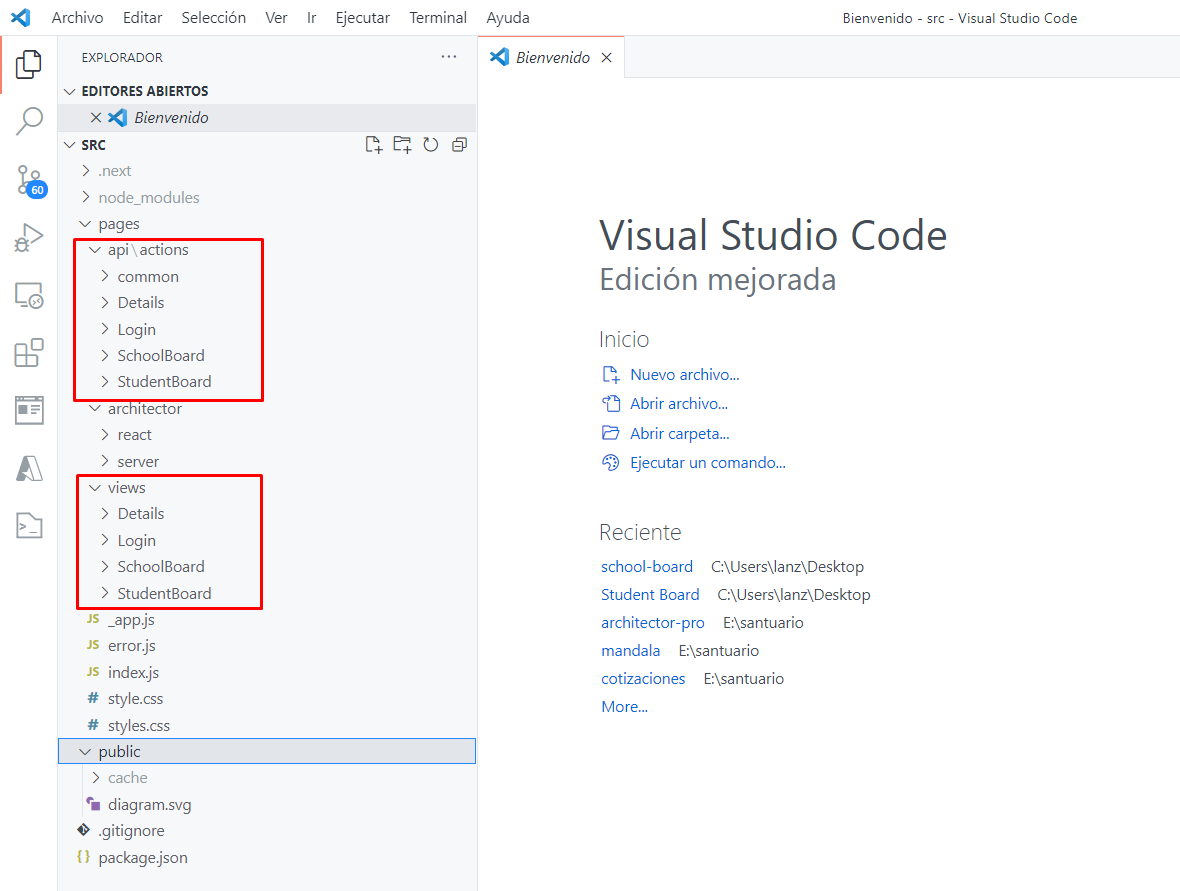 Archivo Editar Selección Ver Ir Ejecutar Terminal Ayuda Bienvenido - src - Visual Studio Code
EXPLORADOR
Bienvenido
EDITORES ABIERTOS
Bienvenido
SRC
.next
node_modules
pages
api\actions
common
Details
Login
SchoolBoard
StudentBoard
architector
react
server
views
Details
Login
SchoolBoard
StudentBoard
JS _app.js
JS error.js
JS index.js
# style.css
# styles.css
public
cache
diagram.svg
.gitignore
{} package.json
60
Visual Studio Code
Edición mejorada
Inicio
Nuevo archivo...
Abrir archivo...
Abrir carpeta...
Ejecutar un comando...
Reciente
school-board C:\Users\lanz\Desktop
Student Board C:\Users\lanz\Desktop
architector-pro E:\santuario
mandala E:\santuario
cotizaciones E:\santuario
More...